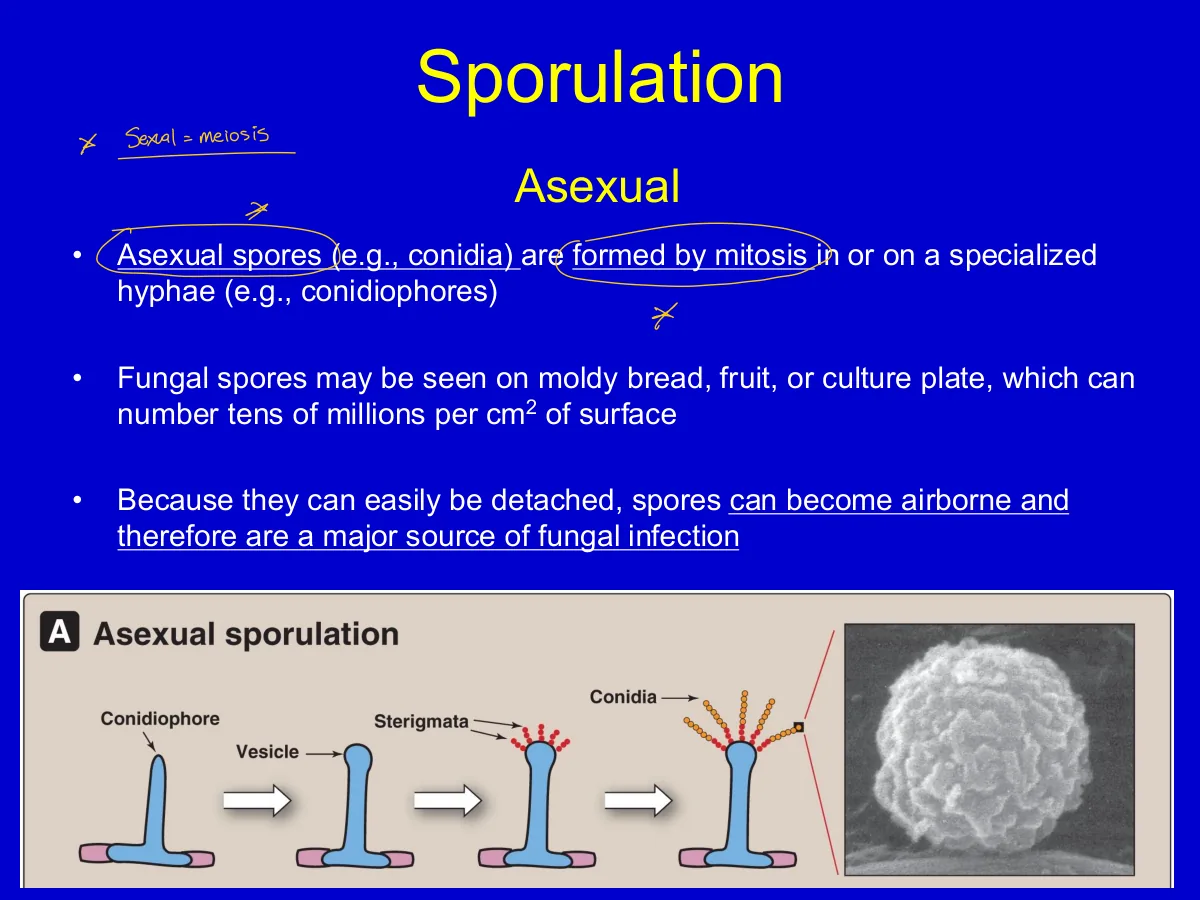 Sporulation
Sexual = meiosis
Asexual
• Asexual spores (e.g., conidia) are formed by mitosis in or on a specialized
hyphae (e.g., conidiophores)
• Fungal spores may be seen on moldy bread, fruit, or culture plate, which can
number tens of millions per cm² of surface
• Because they can easily be detached, spores can become airborne and
therefore are a major source of fungal infection
A Asexual sporulation
Conidiophore
Vesicle
Sterigmata
Conidia